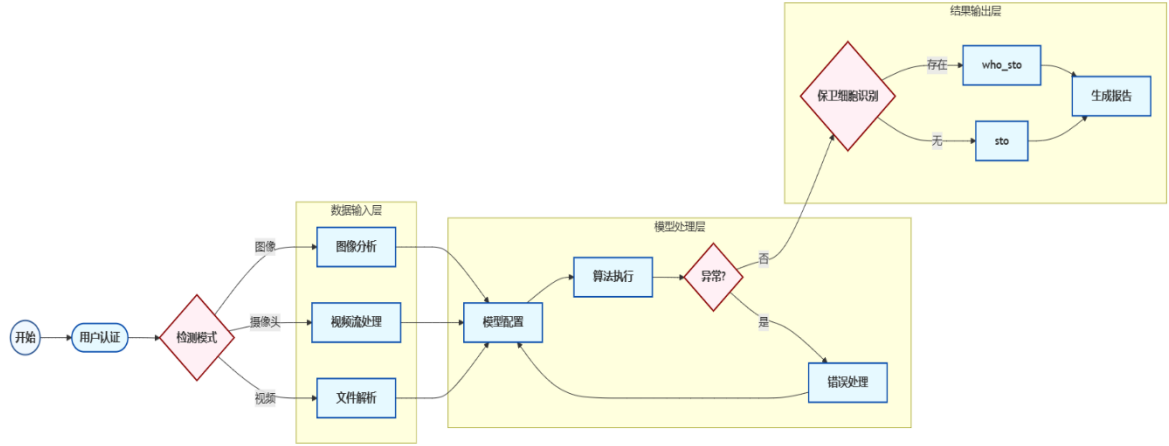 开始
用户认证
检测模式
图像
摄像头
视频
数据输入层
图像分析
视频流处理
文件解析
模型处理层
模型配置
算法执行
异常?
否
是
错误处理
结果输出层
保卫细胞识别
存在
无
who_sto
sto
生成报告